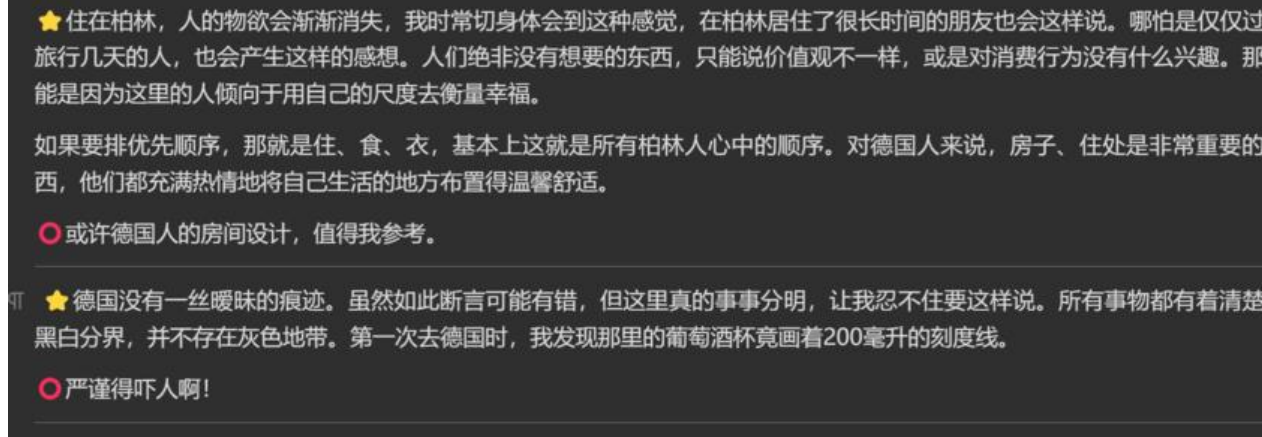 ⭐住在柏林，人的物欲会渐渐消失，我时常切身体会到这种感觉，在柏林居住了很长时间的朋友也会这样说。哪怕是仅仅过
旅行几天的人，也会产生这样的感想。人们绝非没有想要的东西，只能说价值观不一样，或是对消费行为没有什么兴趣。那
能是因为这里的人倾向于用自己的尺度去衡量幸福。
如果要排优先顺序，那就是住、食、衣，基本上这就是所有柏林人心中的顺序。对德国人来说，房子、住处是非常重要的
西，他们都充满热情地将自己生活的地方布置得温馨舒适。
⭕或许德国人的房间设计，值得我参考。
⭐德国没有一丝暧昧的痕迹。虽然如此断言可能有错，但这里真的事事分明，让我忍不住要这样说。所有事物都有着清楚
黑白分界，并不存在灰色地带。第一次去德国时，我发现那里的葡萄酒杯竟画着200毫升的刻度线。
⭕严谨得吓人啊！